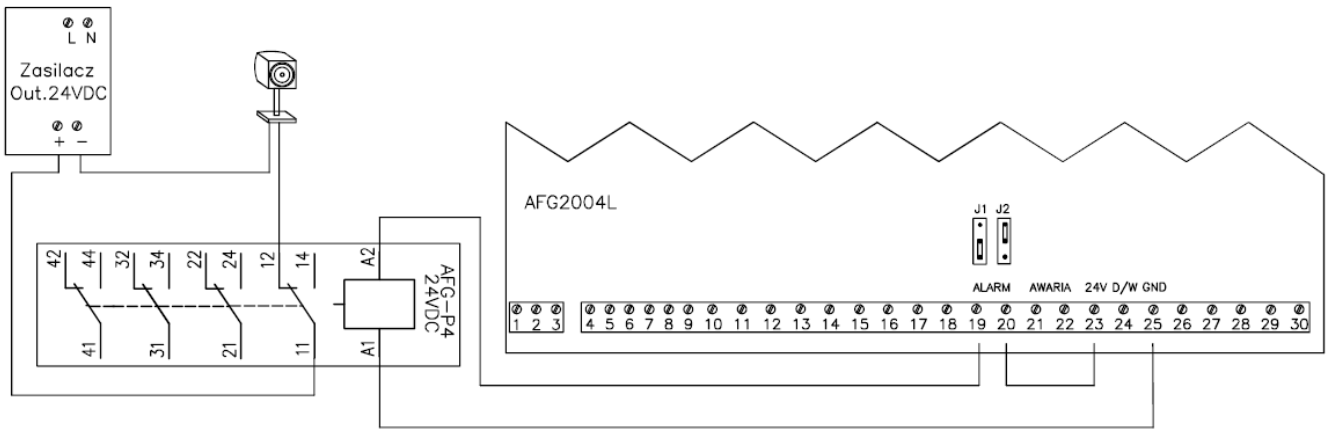 L N
Zasilacz
Out.24VDC
+ -
AFG2004L
J1 J2
42 44 32 34 22 24 12 14 A2
AFG-P4
24VDC
41 31 21 11 A1
ALARM AWARIA 24V D/W GND
1 2 3 4 5 6 7 8 9 10 11 12 13 14 15 16 17 18 19 20 21 22 23 24 25 26 27 28 29 30